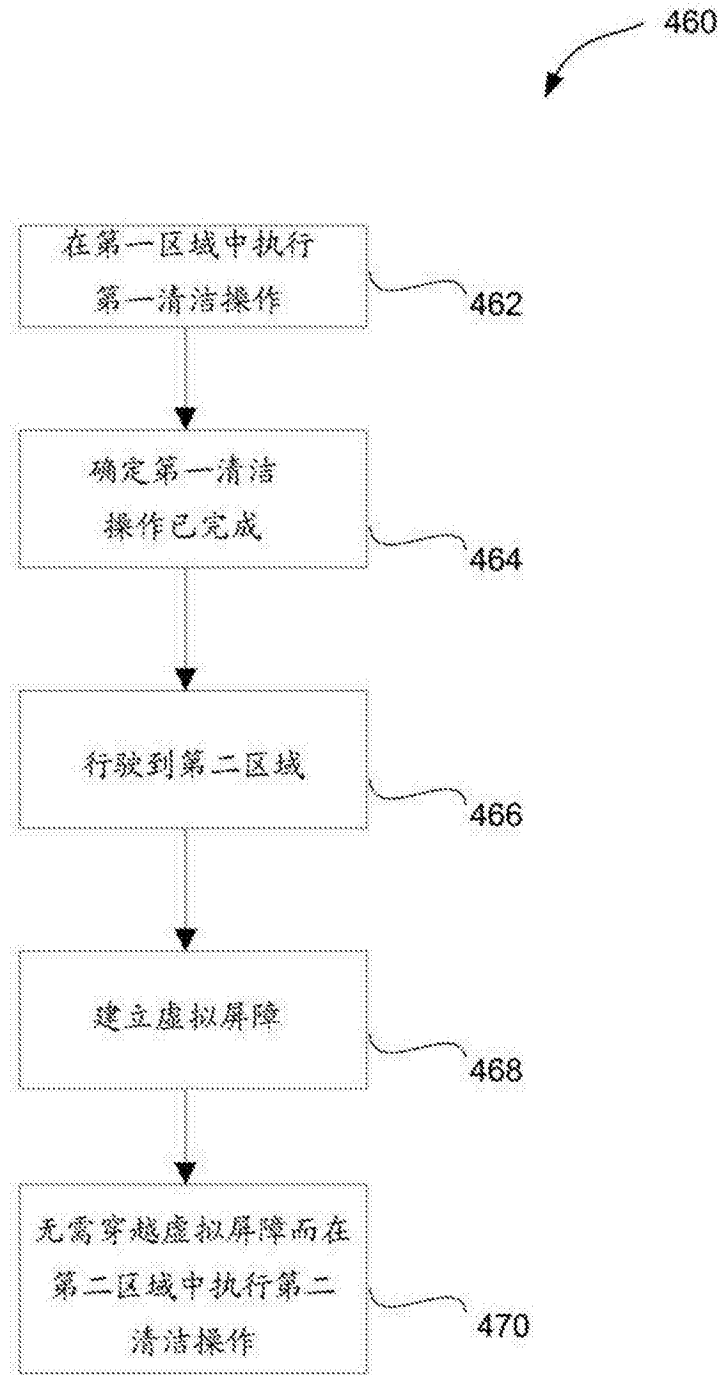 460
在第一区域中执行
第一清洁操作
462
确定第一清洁
操作已完成
464
行驶到第二区域
466
建立虚拟屏障
468
无需穿越虚拟屏障而在
第二区域中执行第二
清洁操作
470